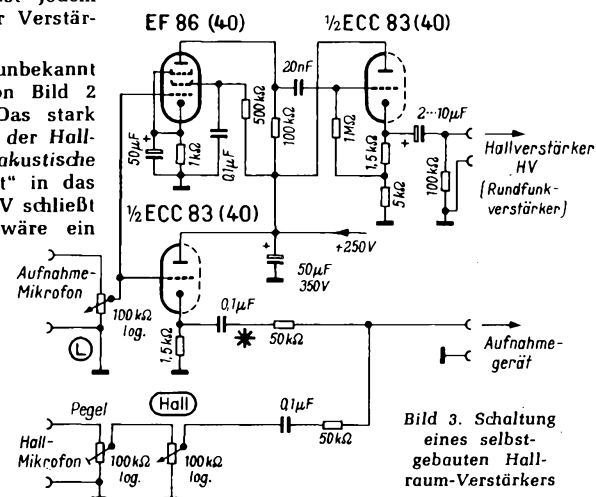 st jedem
r Verstär-
unbekannt
on Bild 2
Das stark
der Hall-
akustische
t" in das
V schließt
wäre ein
EF 86 (40)
½ECC 83 (40)
20nF
500kΩ
100kΩ
1MΩ
50µF
+
1kΩ
0,1µF
1,5kΩ
5kΩ
2···10µF
+
100kΩ
Hallverstärker
HV
(Rundfunk-
verstärker)
½ECC 83 (40)
+250V
+
50µF
350V
Aufnahme-
Mikrofon
100kΩ
log.
L
1,5kΩ
0,1µF
50kΩ
Aufnahme-
gerät
Pegel
Hall
Hall-
Mikrofon
100kΩ
log.
100kΩ
log.
0,1µF
50kΩ
Bild 3. Schaltung
eines selbst-
gebauten Hall-
raum-Verstärkers